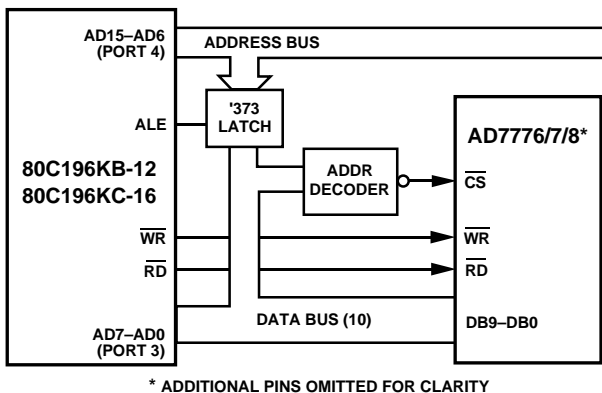 AD15–AD6
(PORT 4)
ADDRESS BUS
'373
LATCH
ALE
AD7776/7/8*
80C196KB-12
80C196KC-16
ADDR
DECODER
CS
WR
WR
RD
RD
DATA BUS (10)
DB9–DB0
AD7–AD0
(PORT 3)
* ADDITIONAL PINS OMITTED FOR CLARITY